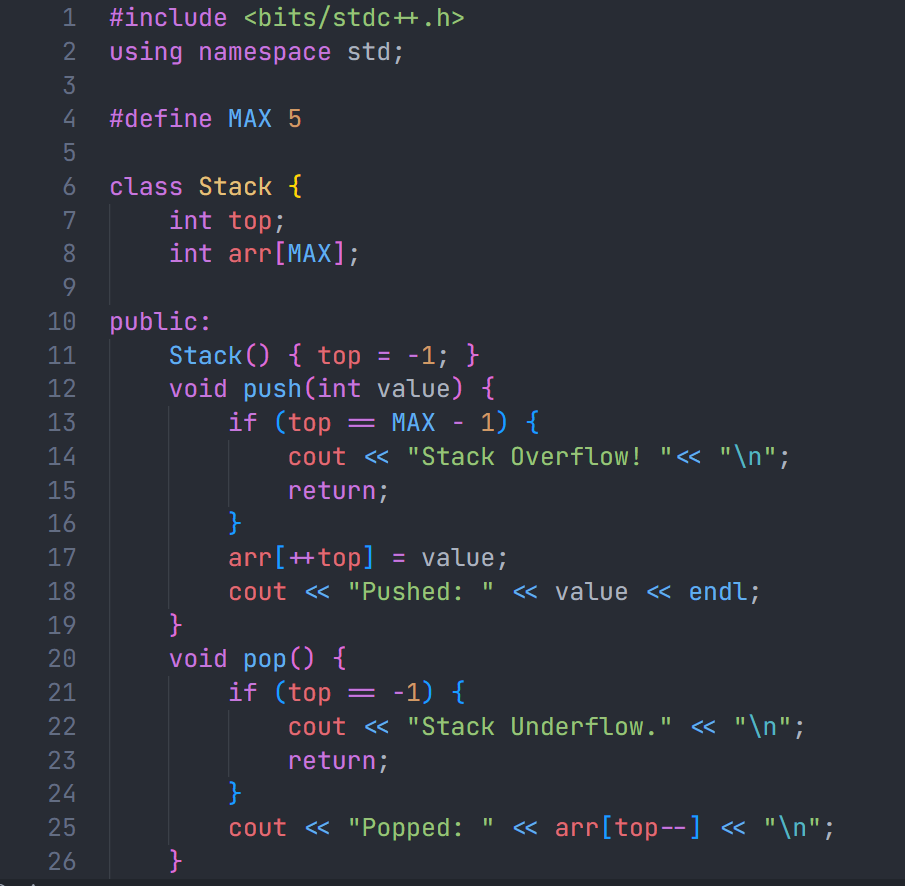 1 #include <bits/stdc++.h>
2 using namespace std;
3
4 #define MAX 5
5
6 class Stack {
7     int top;
8     int arr[MAX];
9
10 public:
11     Stack() { top = -1; }
12     void push(int value) {
13         if (top == MAX - 1) {
14             cout << "Stack Overflow! "<< "\n";
15             return;
16         }
17         arr[++top] = value;
18         cout << "Pushed: " << value << endl;
19     }
20     void pop() {
21         if (top == -1) {
22             cout << "Stack Underflow." << "\n";
23             return;
24         }
25         cout << "Popped: " << arr[top--] << "\n";
26     }